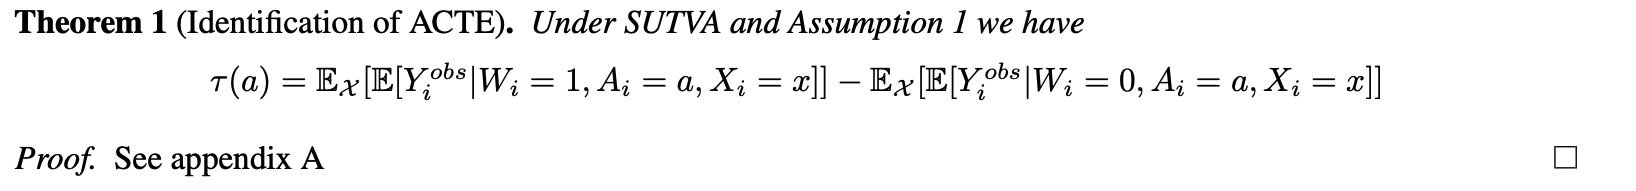 Theorem 1 (Identification of ACTE). Under SUTVA and Assumption 1 we have
τ(a) = 𝔼_𝒳[𝔼[Y_i^{obs}|W_i = 1, A_i = a, X_i = x]] − 𝔼_𝒳[𝔼[Y_i^{obs}|W_i = 0, A_i = a, X_i = x]]
Proof. See appendix A □